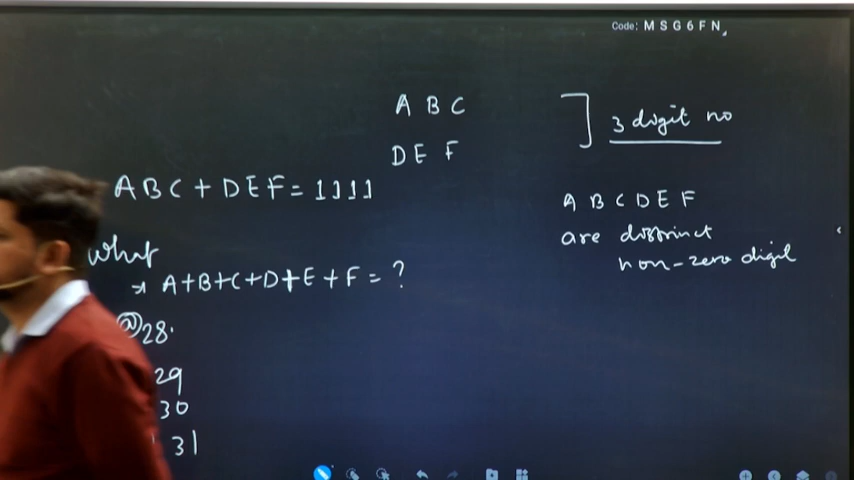 Code: M S G 6 F N
A B C
D E F
] 3 digit no
ABC + DEF = 1111
A B C D E F
are distinct
non-zero digit
what
A+B+C+D+E+F = ?
@ 28.
29
30
31